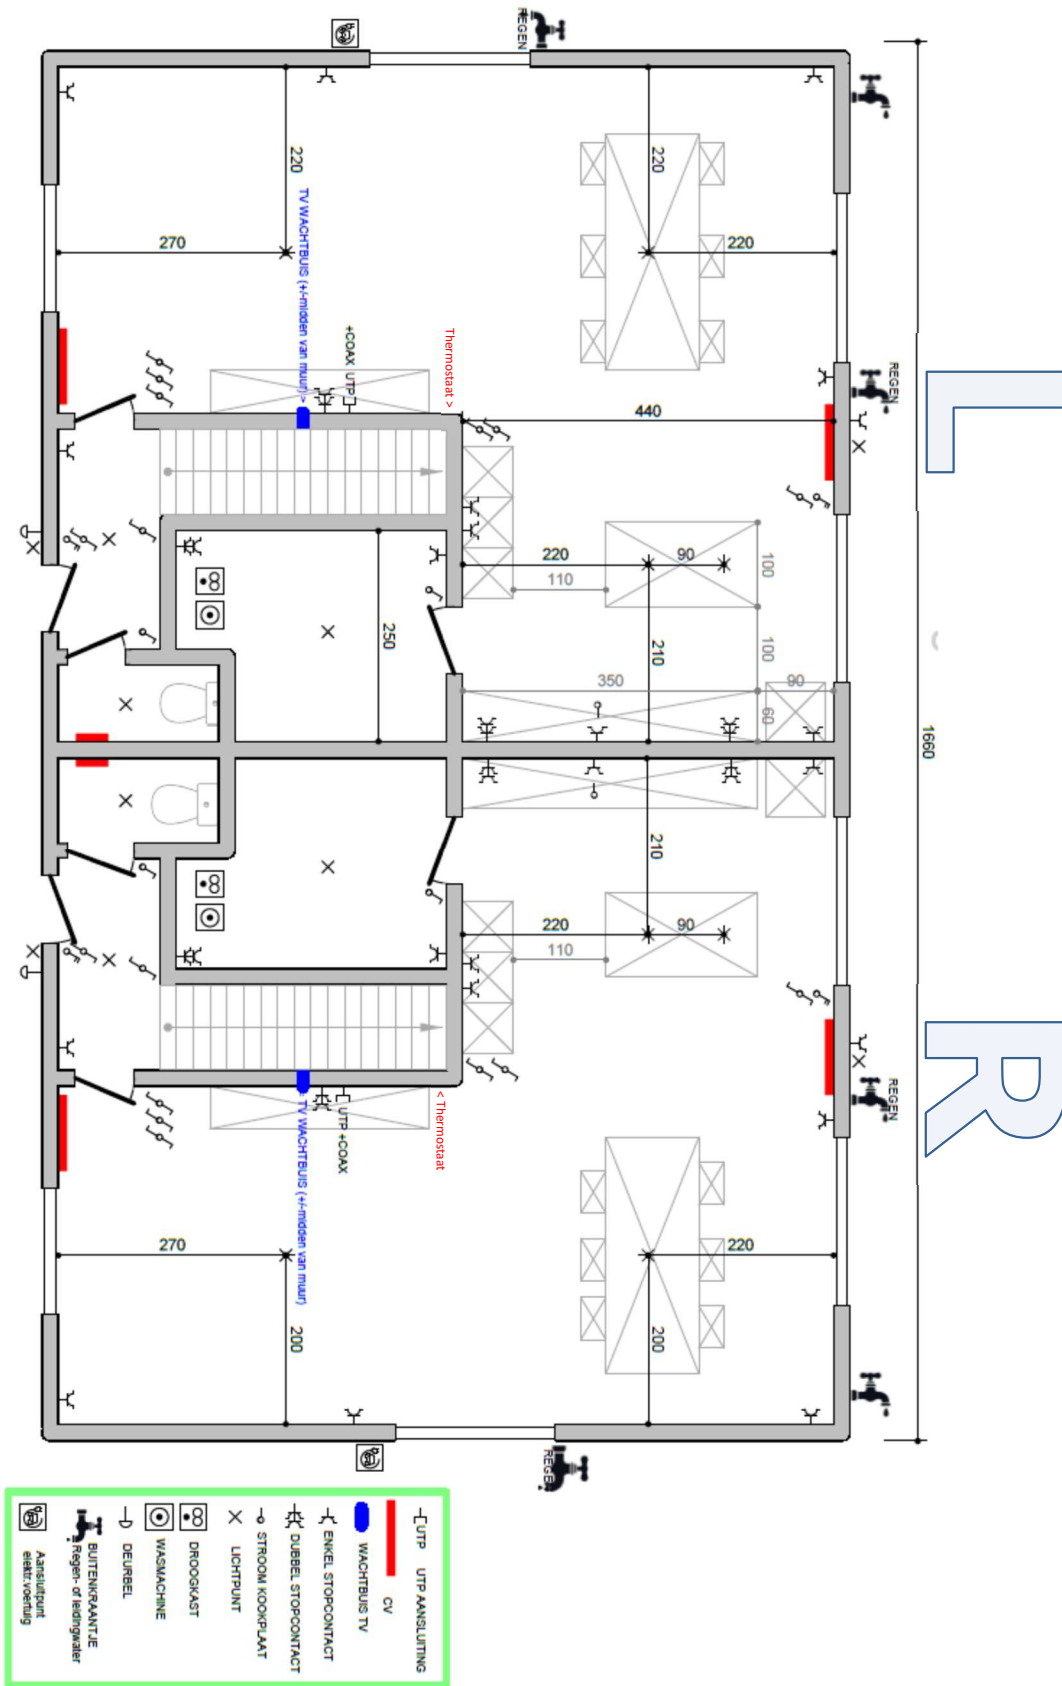 L
R
1660
REGEN
REGEN
REGEN
REGEN
220
220
270
220
TV WACHTBUIS (+/-midden van muur) >
+COAX UTP
Thermostaat >
440
220
90
100
110
250
210
100
350
90
60
210
220
90
110
< Thermostaat
UTP +COAX
< TV WACHTBUIS (+/-midden van muur)
270
220
200
200
UTP UTP AANSLUITING
CV
WACHTBUIS TV
ENKEL STOPCONTACT
DUBBEL STOPCONTACT
STROOM KOOKPLAAT
LICHTPUNT
DROOGKAST
WASMACHINE
DEURBEL
BUITENKRAANTJE
Regen- of leidingwater
Aansluitpunt
elektr.voertuig